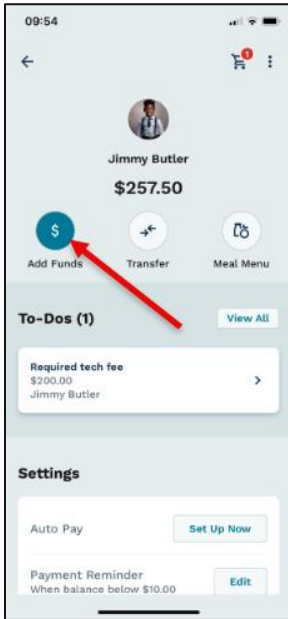 09:54
1
Jimmy Butler
$257.50
$
Add Funds
Transfer
Meal Menu
To-Dos (1)
View All
Required tech fee
$200.00
Jimmy Butler
Settings
Auto Pay
Set Up Now
Payment Reminder
When balance below $10.00
Edit